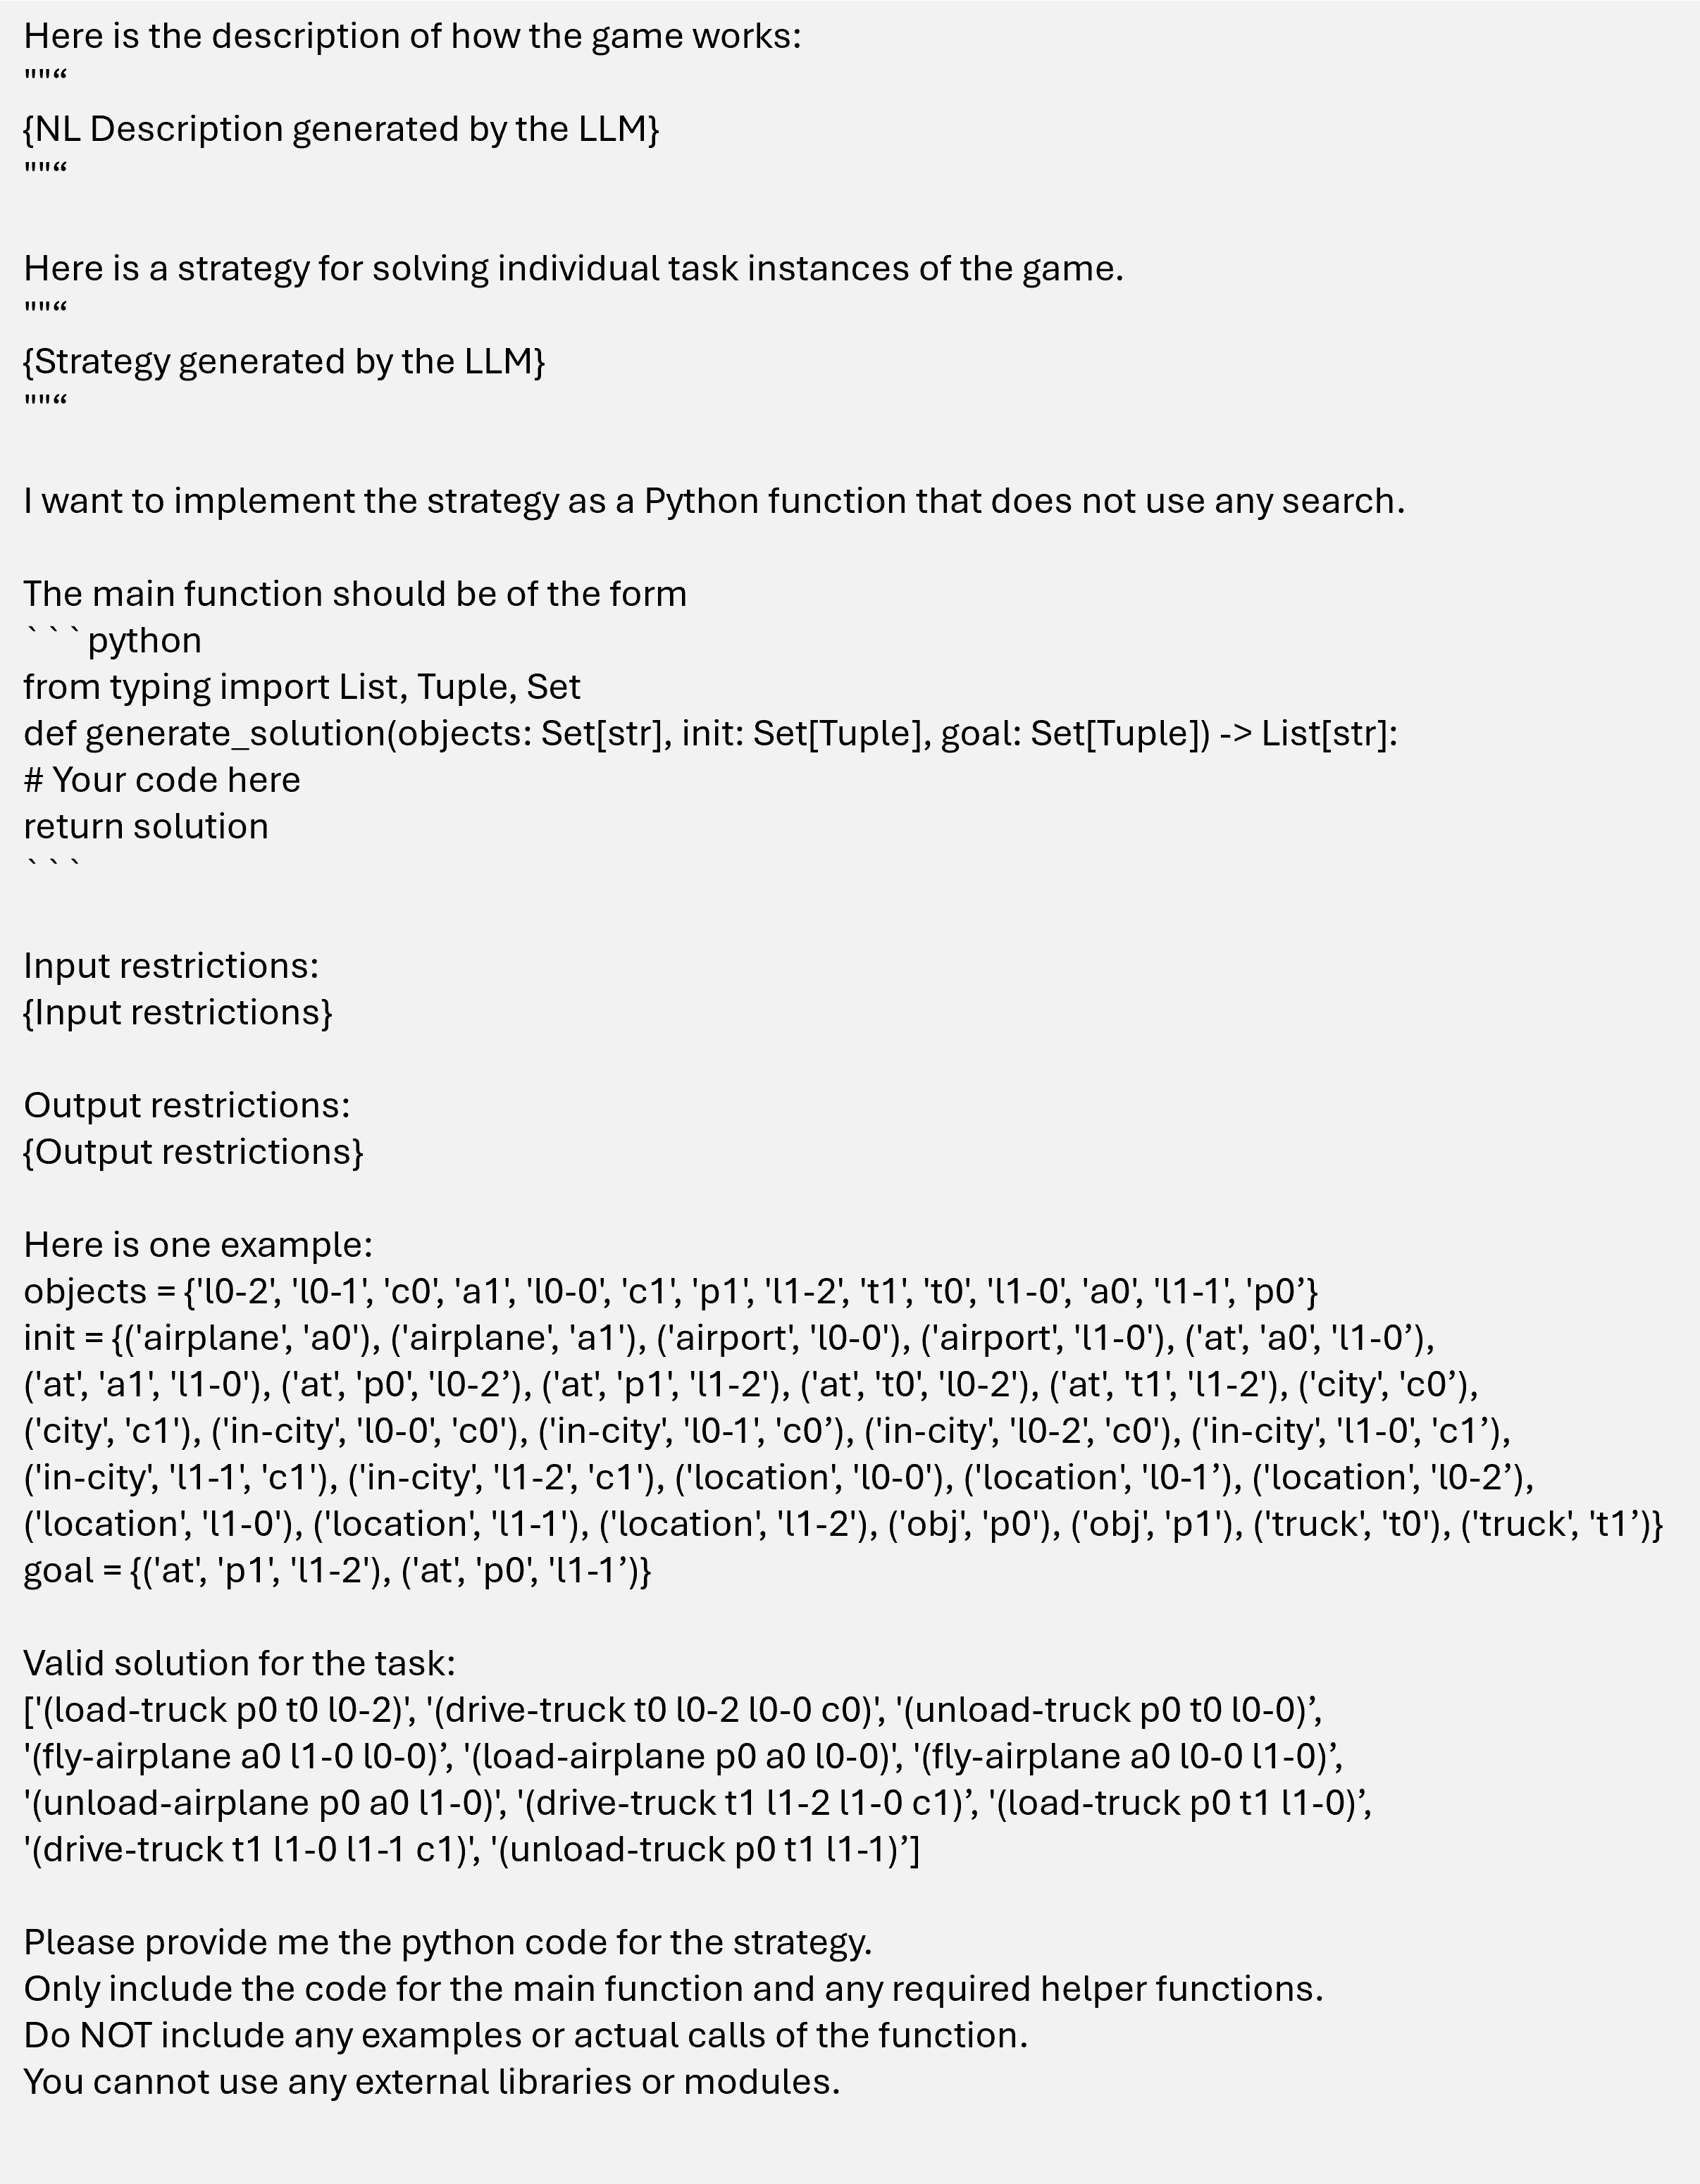 Here is the description of how the game works:
""“
{NL Description generated by the LLM}
""“
Here is a strategy for solving individual task instances of the game.
""“
{Strategy generated by the LLM}
""“
I want to implement the strategy as a Python function that does not use any search.
The main function should be of the form
```python
from typing import List, Tuple, Set
def generate_solution(objects: Set[str], init: Set[Tuple], goal: Set[Tuple]) -> List[str]:
# Your code here
return solution
```
Input restrictions:
{Input restrictions}
Output restrictions:
{Output restrictions}
Here is one example:
objects = {'l0-2', 'l0-1', 'c0', 'a1', 'l0-0', 'c1', 'p1', 'l1-2', 't1', 't0', 'l1-0', 'a0', 'l1-1', 'p0’}
init = {('airplane', 'a0'), ('airplane', 'a1'), ('airport', 'l0-0'), ('airport', 'l1-0'), ('at', 'a0', 'l1-0’),
('at', 'a1', 'l1-0'), ('at', 'p0', 'l0-2’), ('at', 'p1', 'l1-2'), ('at', 't0', 'l0-2'), ('at', 't1', 'l1-2'), ('city', 'c0’),
('city', 'c1'), ('in-city', 'l0-0', 'c0'), ('in-city', 'l0-1', 'c0’), ('in-city', 'l0-2', 'c0'), ('in-city', 'l1-0', 'c1’),
('in-city', 'l1-1', 'c1'), ('in-city', 'l1-2', 'c1'), ('location', 'l0-0'), ('location', 'l0-1’), ('location', 'l0-2’),
('location', 'l1-0'), ('location', 'l1-1'), ('location', 'l1-2'), ('obj', 'p0'), ('obj', 'p1'), ('truck', 't0'), ('truck', 't1’)}
goal = {('at', 'p1', 'l1-2'), ('at', 'p0', 'l1-1’)}
Valid solution for the task:
['(load-truck p0 t0 l0-2)', '(drive-truck t0 l0-2 l0-0 c0)', '(unload-truck p0 t0 l0-0)’,
'(fly-airplane a0 l1-0 l0-0)’, '(load-airplane p0 a0 l0-0)', '(fly-airplane a0 l0-0 l1-0)’,
'(unload-airplane p0 a0 l1-0)', '(drive-truck t1 l1-2 l1-0 c1)’, '(load-truck p0 t1 l1-0)’,
'(drive-truck t1 l1-0 l1-1 c1)', '(unload-truck p0 t1 l1-1)’]
Please provide me the python code for the strategy.
Only include the code for the main function and any required helper functions.
Do NOT include any examples or actual calls of the function.
You cannot use any external libraries or modules.